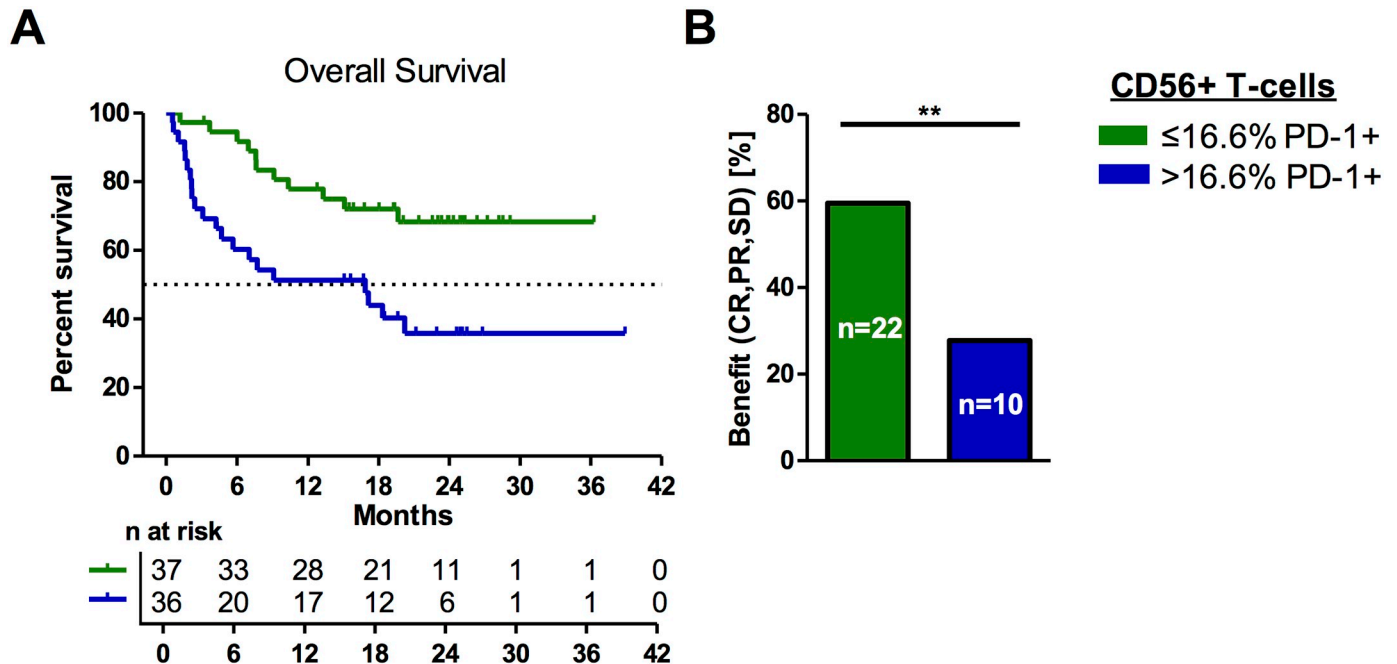 A
Overall Survival
Percent survival
100
80
60
40
20
0
0 6 12 18 24 30 36 42
Months
n at risk
37 33 28 21 11 1 1 0
36 20 17 12 6 1 1 0
0 6 12 18 24 30 36 42
B
Benefit (CR,PR,SD) [%]
80
60
40
20
0
**
n=22
n=10
CD56+ T-cells
≤16.6% PD-1+
>16.6% PD-1+